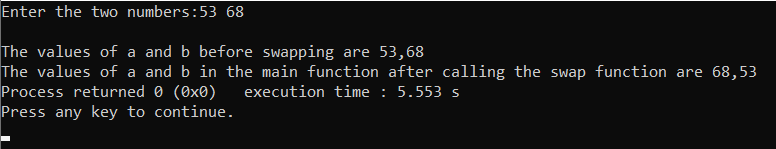 Enter the two numbers:53 68
The values of a and b before swapping are 53,68
The values of a and b in the main function after calling the swap function are 68,53
Process returned 0 (0x0)   execution time : 5.553 s
Press any key to continue.